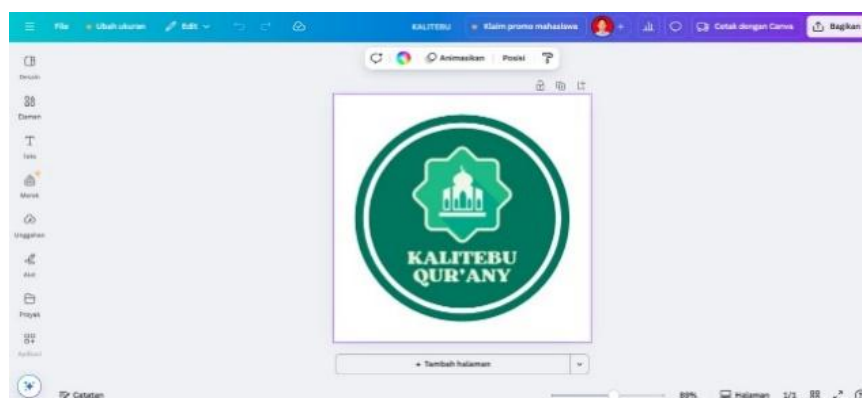 File
Ubah ukuran
Edit
KALITEBU
Klaim promo mahasiswa
Cetak dengan Canva
Bagikan
Desain
Elemen
Teks
Merek
Unggahan
Alat
Proyek
Aplikasi
Animasikan
Posisi
KALITEBU
QUR'ANY
+ Tambah halaman
Catatan
89%
Halaman
1/1